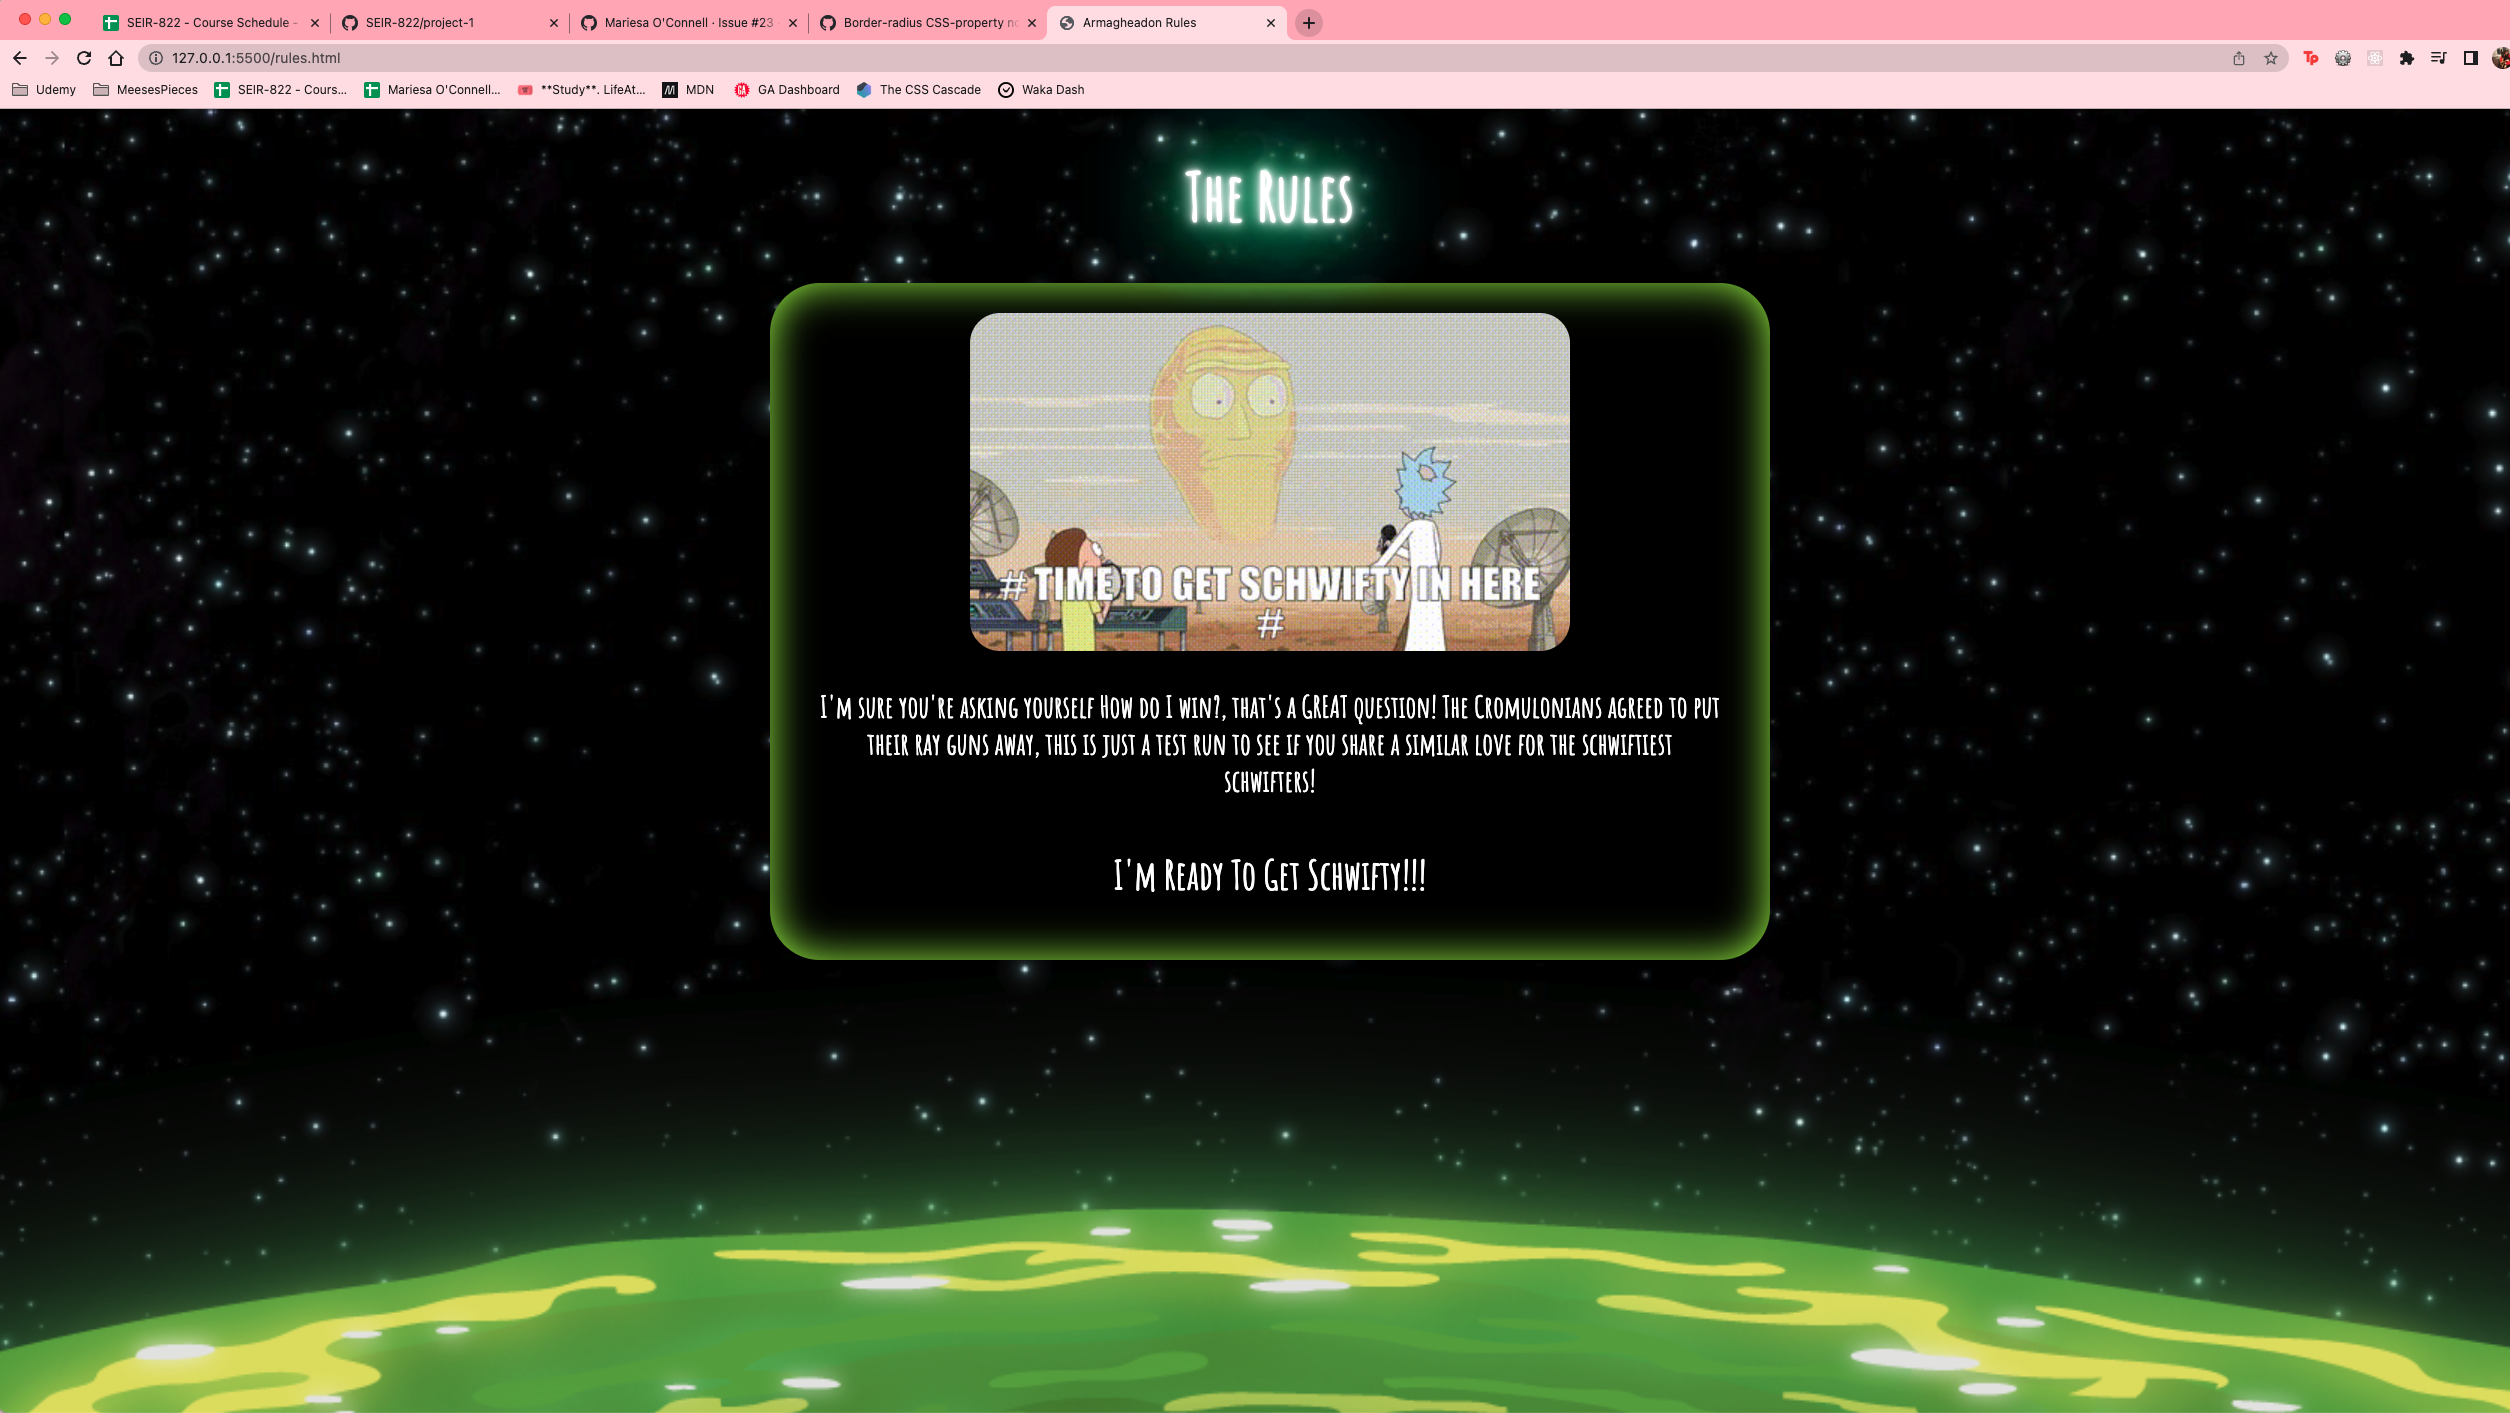 SEIR-822 - Course Schedule -
SEIR-822/project-1
Mariesa O'Connell · Issue #23
Border-radius CSS-property no
Armagheadon Rules
127.0.0.1:5500/rules.html
Tp
Udemy
MeesesPieces
SEIR-822 - Cours...
Mariesa O'Connell...
**Study**. LifeAt...
MDN
GA Dashboard
The CSS Cascade
Waka Dash
The Rules
# TIME TO GET SCHWIFTY IN HERE
#
I'm sure you're asking yourself How do I win?, that's a GREAT question! The Cromulonians agreed to put
their ray guns away, this is just a test run to see if you share a similar love for the schwiftiest
schwifters!
I'm Ready To Get Schwifty!!!